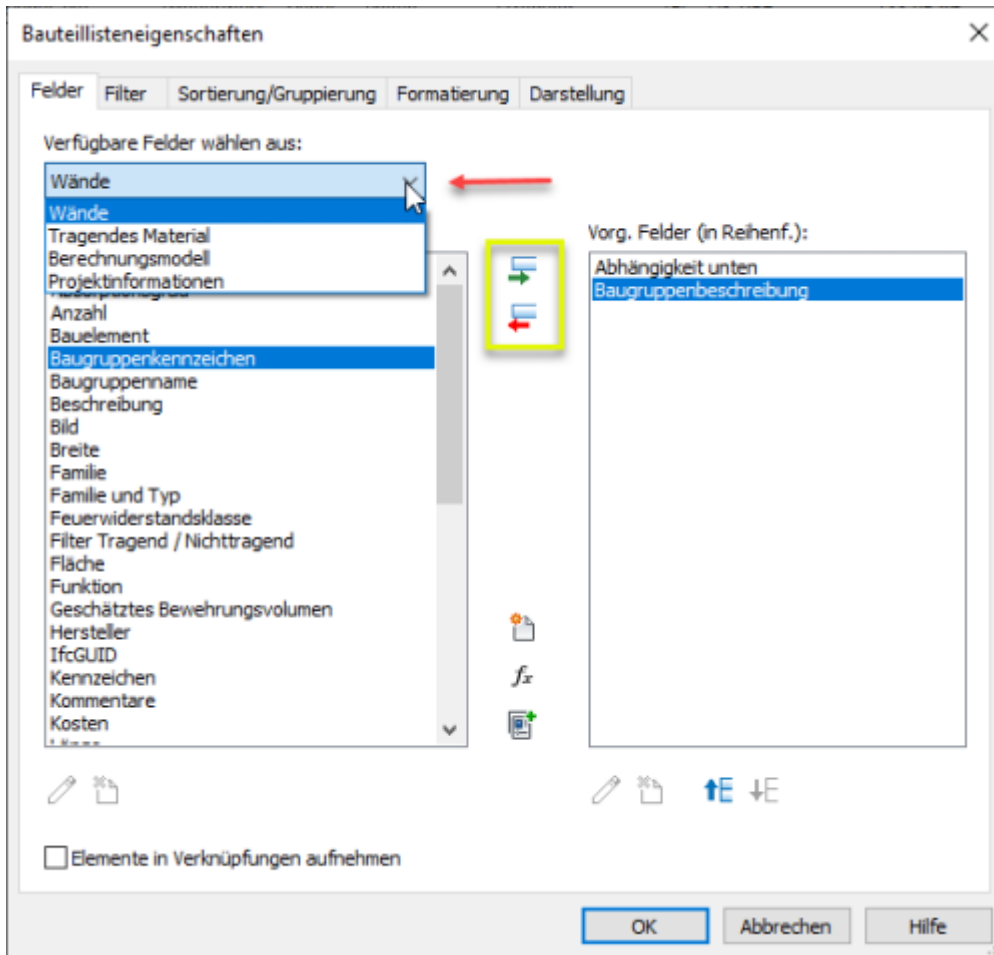 Bauteillisteneigenschaften
Felder Filter Sortierung/Gruppierung Formatierung Darstellung
Verfügbare Felder wählen aus:
Wände
Wände
Tragendes Material
Berechnungsmodell
Projektinformationen
Anzahl
Bauelement
Baugruppenkennzeichen
Baugruppenname
Beschreibung
Bild
Breite
Familie
Familie und Typ
Feuerwiderstandsklasse
Filter Tragend / Nichttragend
Fläche
Funktion
Geschätztes Bewehrungsvolumen
Hersteller
IfcGUID
Kennzeichen
Kommentare
Kosten
fx
Vorg. Felder (in Reihenf.):
Abhängigkeit unten
Baugruppenbeschreibung
Elemente in Verknüpfungen aufnehmen
OK Abbrechen Hilfe